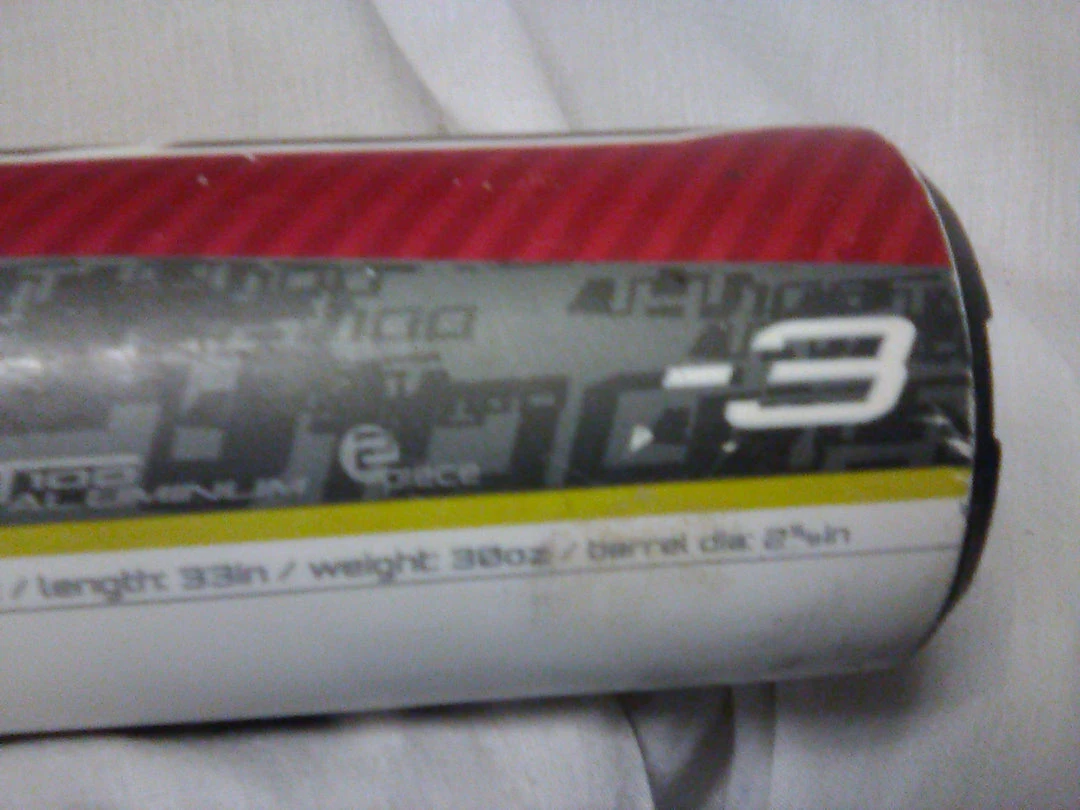 -3
100
ALUMINUM
2 piece
/ length: 33in / weight: 30oz / barrel dia: 2⅝in